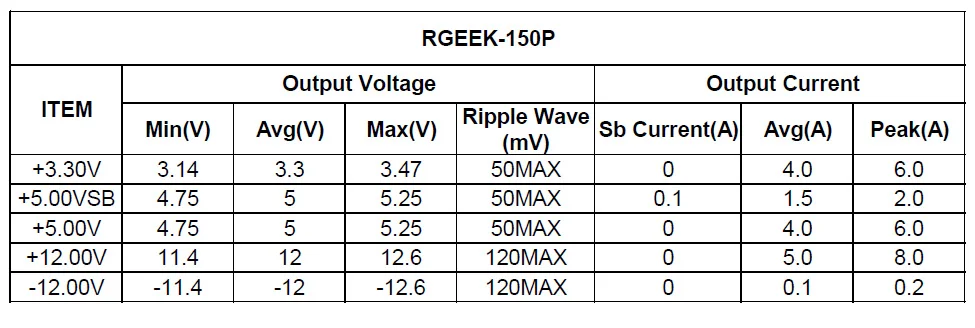 RGEEK-150P
ITEM Output Voltage Output Current
Min(V) Avg(V) Max(V) Ripple Wave (mV) Sb Current(A) Avg(A) Peak(A)
+3.30V 3.14 3.3 3.47 50MAX 0 4.0 6.0
+5.00VSB 4.75 5 5.25 50MAX 0.1 1.5 2.0
+5.00V 4.75 5 5.25 50MAX 0 4.0 6.0
+12.00V 11.4 12 12.6 120MAX 0 5.0 8.0
-12.00V -11.4 -12 -12.6 120MAX 0 0.1 0.2